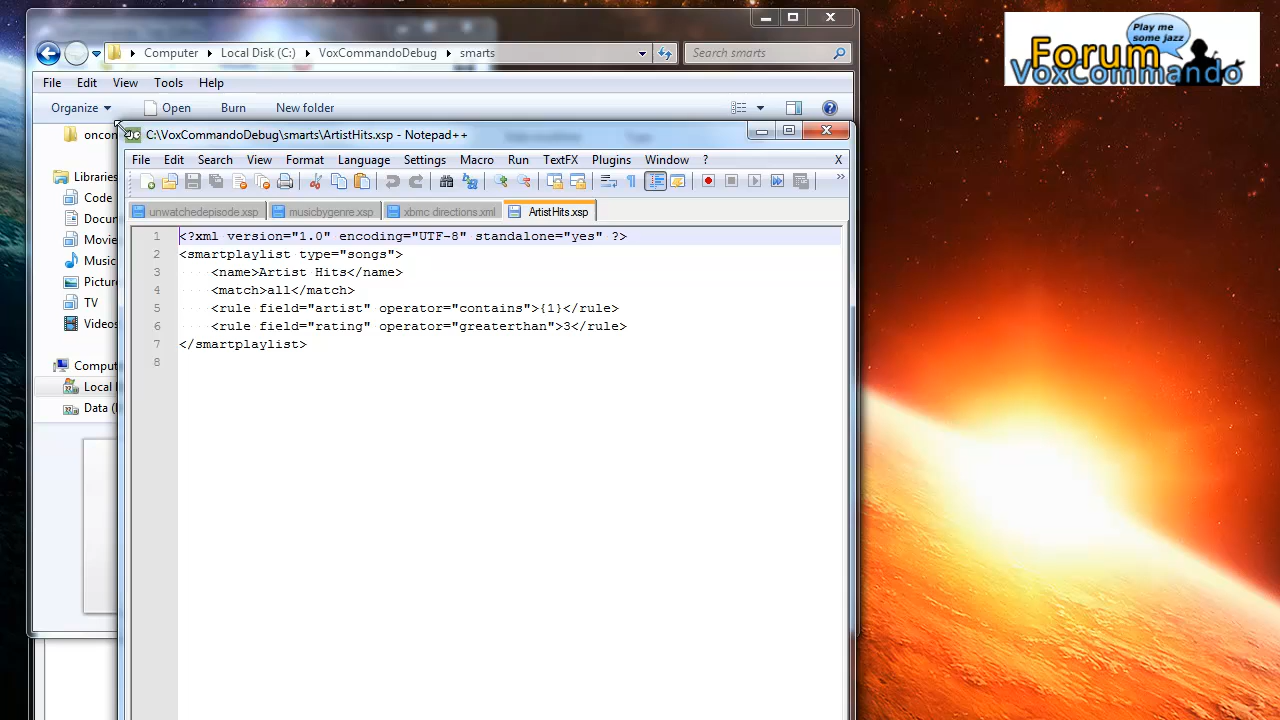 Computer Local Disk (C:) VoxCommandoDebug smarts
Search smarts
File Edit View Tools Help
Organize Open Burn New folder
Libraries
Code
Movie
Music
TV
Videos
Local
Data
C:\VoxCommandoDebug\smarts\ArtistHits.xsp - Notepad++
File Edit Search View Format Language Settings Macro Run TextFX Plugins Window ? X
unwatchedepisode.xsp musicbygenre.xsp xbmc directions.xml ArtistHits.xsp
1 <?xml version="1.0" encoding="UTF-8" standalone="yes" ?>
2 <smartplaylist type="songs">
3 <name>Artist Hits</name>
4 <match>all</match>
5 <rule field="artist" operator="contains">{1}</rule>
6 <rule field="rating" operator="greaterthan">3</rule>
7 </smartplaylist>
8
Play me
some jazz
Forum
VoxCommando